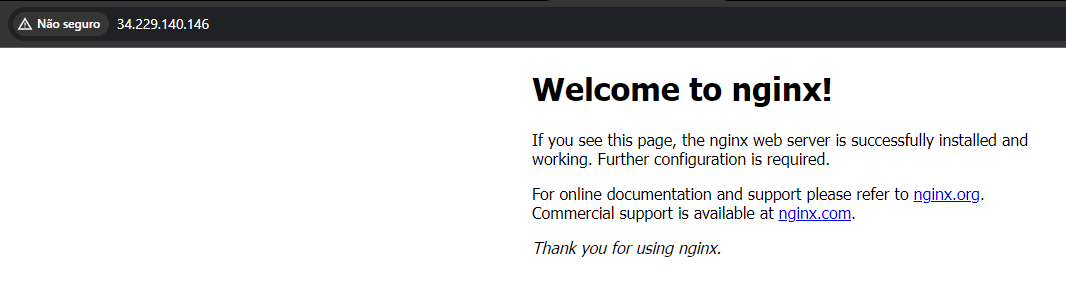 Não seguro 34.229.140.146
Welcome to nginx!
If you see this page, the nginx web server is successfully installed and
working. Further configuration is required.
For online documentation and support please refer to nginx.org.
Commercial support is available at nginx.com.
Thank you for using nginx.